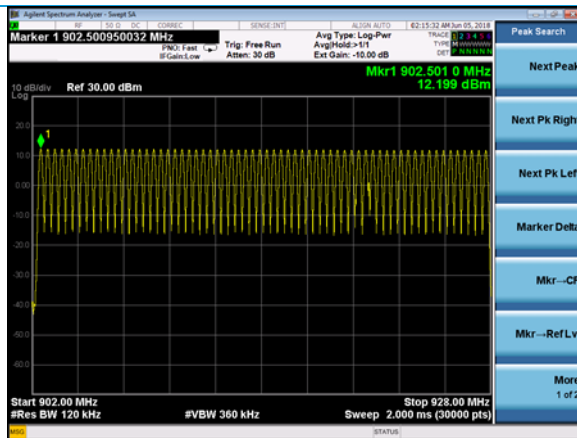 Agilent Spectrum Analyzer - Swept SA
RF 50 Ω DC CORREC SENSE:INT ALIGN AUTO 02:15:32 AM Jun 05, 2018
Marker 1 902.500950032 MHz
PNO: Fast
IFGain:Low
Trig: Free Run
Atten: 30 dB
Avg Type: Log-Pwr
Avg|Hold:>1/1
Ext Gain: -10.00 dB
TRACE 1 2 3 4 5 6
TYPE M WWWWW
DET P NNNNN
Mkr1 902.501 0 MHz
12.199 dBm
10 dB/div Ref 30.00 dBm
Log
1
20.0
10.0
0.00
-10.0
-20.0
-30.0
-40.0
-50.0
-60.0
Start 902.00 MHz Stop 928.00 MHz
#Res BW 120 kHz #VBW 360 kHz Sweep 2.000 ms (30000 pts)
MSG STATUS
Peak Search
Next Peak
Next Pk Right
Next Pk Left
Marker Delta
Mkr→CF
Mkr→Ref Lv
More
1 of 2